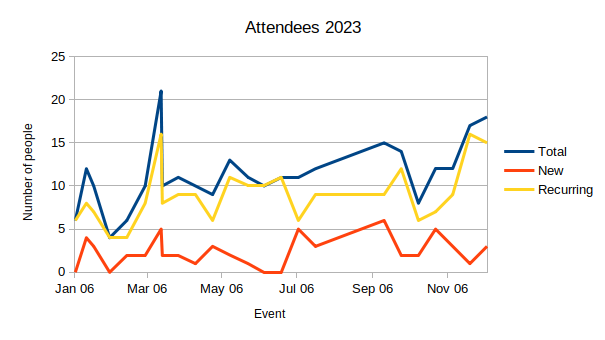 Attendees 2023
25
20
15
10
5
0
Number of people
Jan 06 Mar 06 May 06 Jul 06 Sep 06 Nov 06
Event
Total
New
Recurring